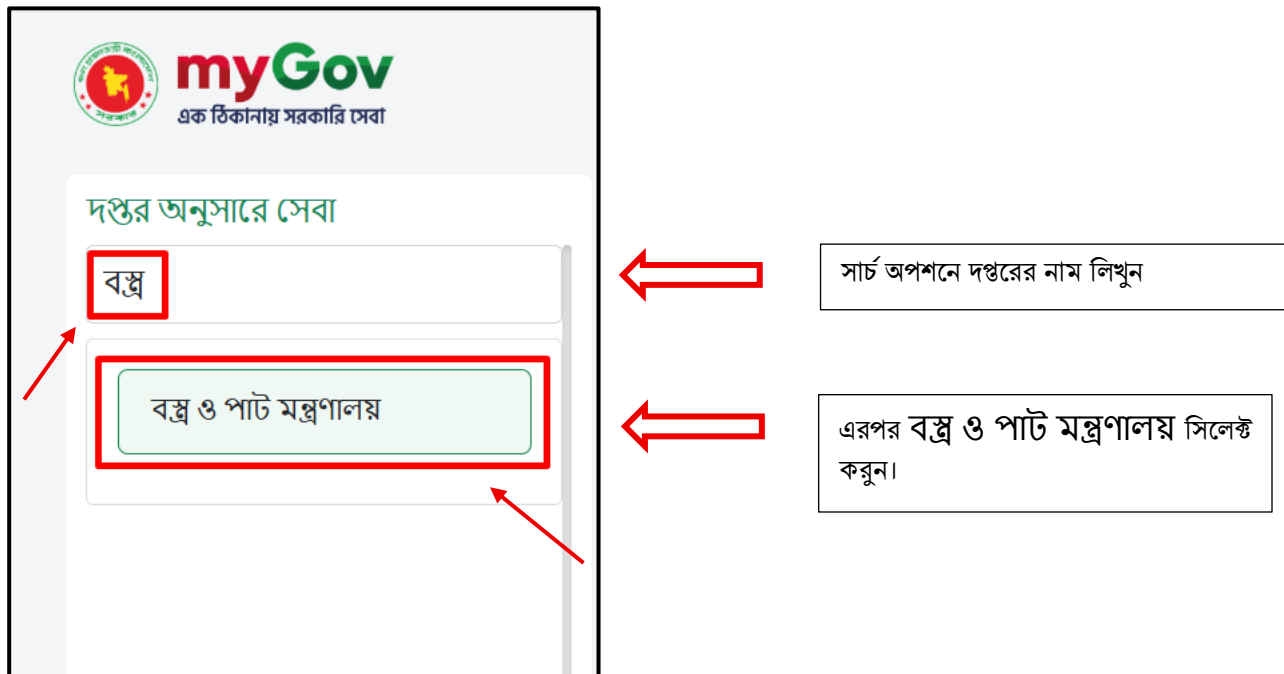 myGov
এক ঠিকানায় সরকারি সেবা
দপ্তর অনুসারে সেবা
বস্ত্র
সার্চ অপশনে দপ্তরের নাম লিখুন
বস্ত্র ও পাট মন্ত্রণালয়
এরপর বস্ত্র ও পাট মন্ত্রণালয় সিলেক্ট
করুন।